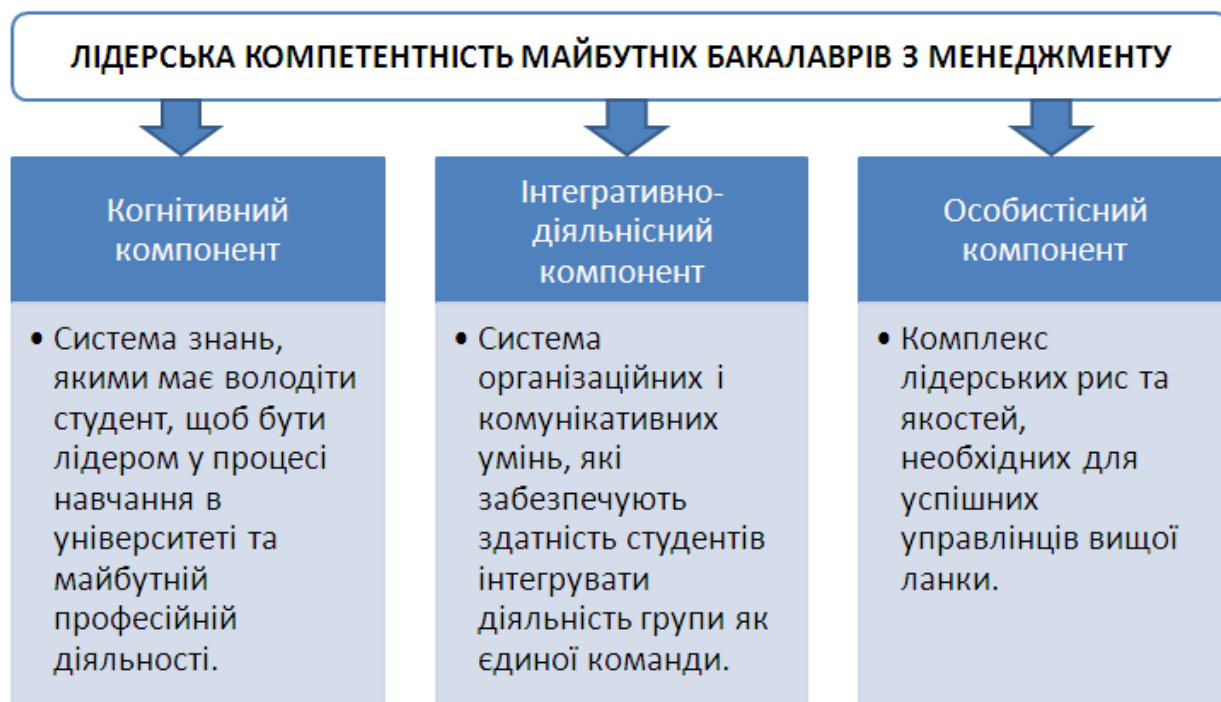 ЛІДЕРСЬКА КОМПЕТЕНТНІСТЬ МАЙБУТНІХ БАКАЛАВРІВ З МЕНЕДЖМЕНТУ
Когнітивний
компонент
• Система знань,
якими має володіти
студент, щоб бути
лідером у процесі
навчання в
університеті та
майбутній
професійній
діяльності.
Інтегративно-
діяльнісний
компонент
• Система
організаційних і
комунікативних
умінь, які
забезпечують
здатність студентів
інтегрувати
діяльність групи як
єдиної команди.
Особистісний
компонент
• Комплекс
лідерських рис та
якостей,
необхідних для
успішних
управлінців вищої
ланки.